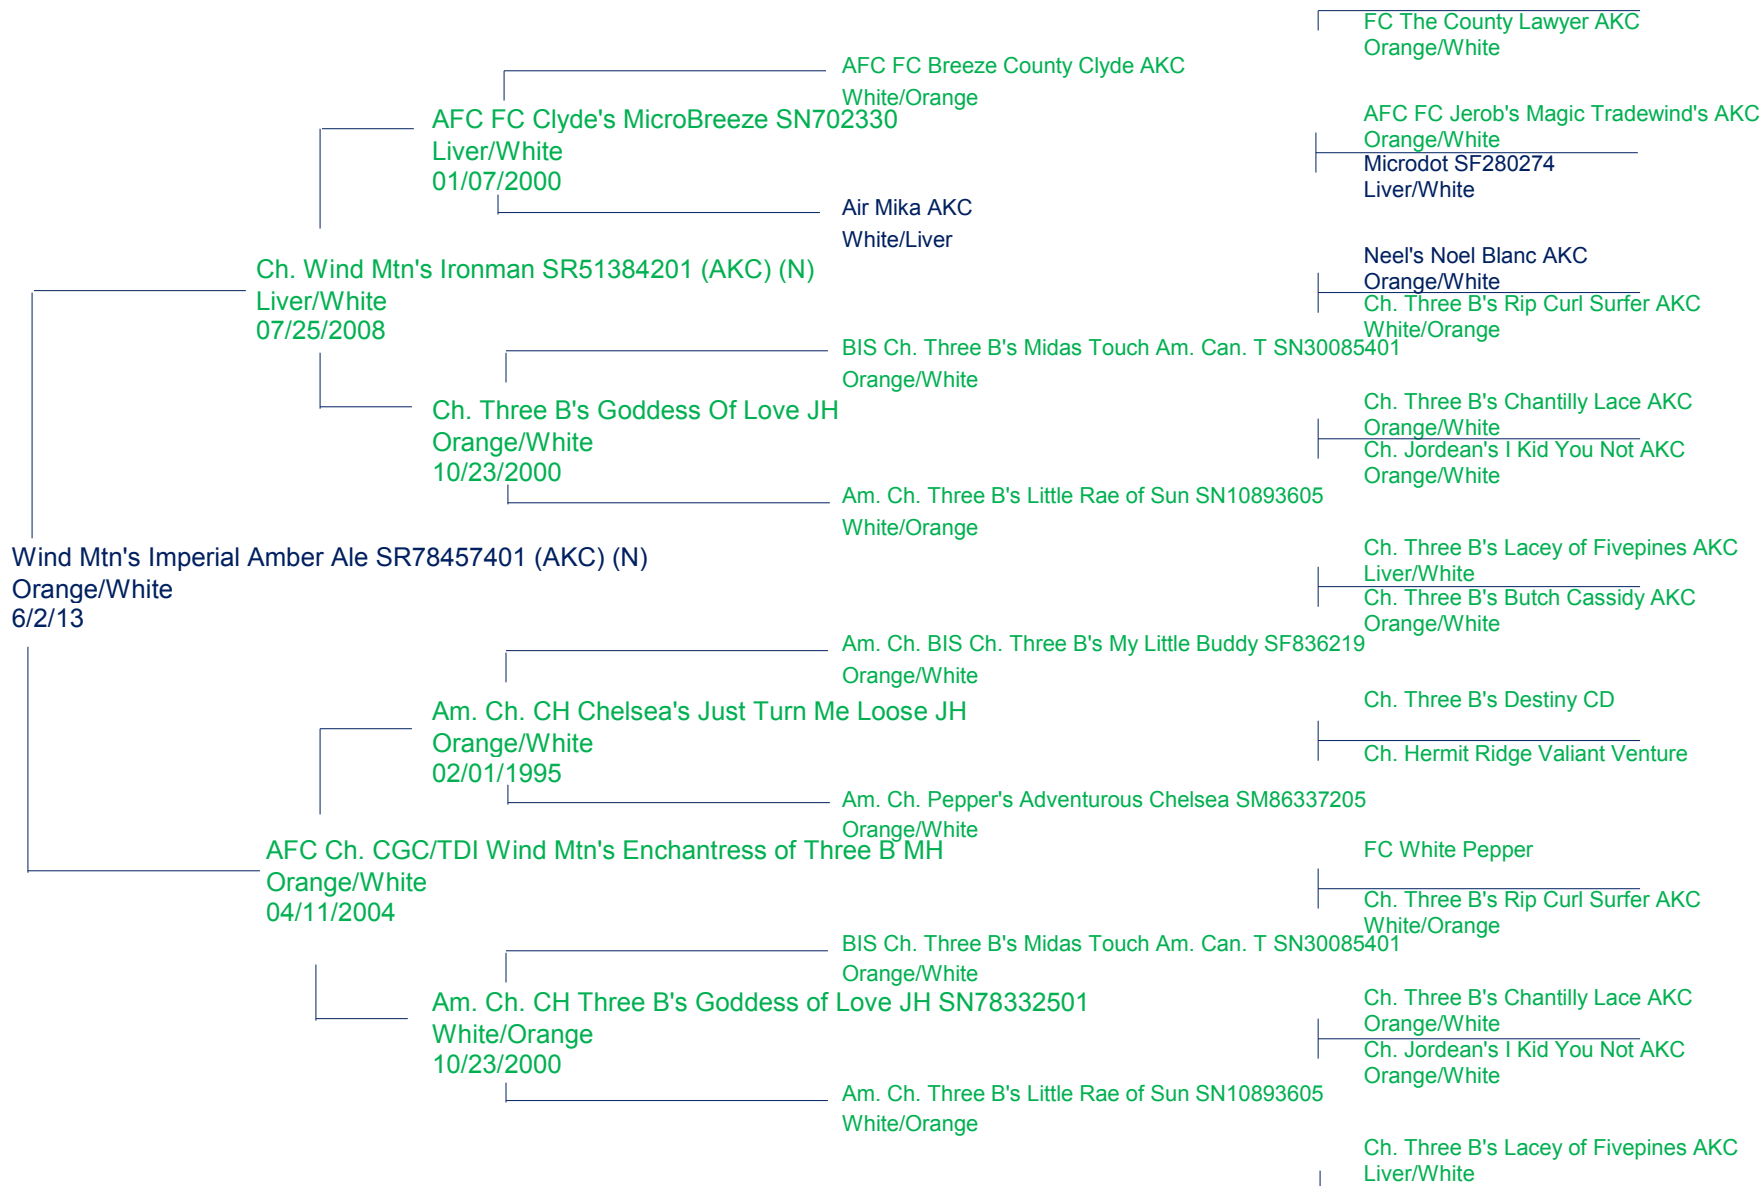 FC The County Lawyer AKC
Orange/White
AFC FC Breeze County Clyde AKC
White/Orange
AFC FC Clyde's MicroBreeze SN702330
Liver/White
01/07/2000
AFC FC Jerob's Magic Tradewind's AKC
Orange/White
Microdot SF280274
Liver/White
Air Mika AKC
White/Liver
Neel's Noel Blanc AKC
Orange/White
Ch. Wind Mtn's Ironman SR51384201 (AKC) (N)
Liver/White
07/25/2008
Ch. Three B's Rip Curl Surfer AKC
White/Orange
BIS Ch. Three B's Midas Touch Am. Can. T SN30085401
Orange/White
Ch. Three B's Goddess Of Love JH
Orange/White
10/23/2000
Ch. Three B's Chantilly Lace AKC
Orange/White
Ch. Jordean's I Kid You Not AKC
Orange/White
Am. Ch. Three B's Little Rae of Sun SN10893605
White/Orange
Wind Mtn's Imperial Amber Ale SR78457401 (AKC) (N)
Orange/White
6/2/13
Ch. Three B's Lacey of Fivepines AKC
Liver/White
Ch. Three B's Butch Cassidy AKC
Orange/White
Am. Ch. BIS Ch. Three B's My Little Buddy SF836219
Orange/White
Am. Ch. CH Chelsea's Just Turn Me Loose JH
Orange/White
02/01/1995
Ch. Three B's Destiny CD
Ch. Hermit Ridge Valiant Venture
Am. Ch. Pepper's Adventurous Chelsea SM86337205
Orange/White
AFC Ch. CGC/TDI Wind Mtn's Enchantress of Three B MH
Orange/White
04/11/2004
FC White Pepper
Ch. Three B's Rip Curl Surfer AKC
White/Orange
BIS Ch. Three B's Midas Touch Am. Can. T SN30085401
Orange/White
Am. Ch. CH Three B's Goddess of Love JH SN78332501
White/Orange
10/23/2000
Ch. Three B's Chantilly Lace AKC
Orange/White
Ch. Jordean's I Kid You Not AKC
Orange/White
Am. Ch. Three B's Little Rae of Sun SN10893605
White/Orange
Ch. Three B's Lacey of Fivepines AKC
Liver/White